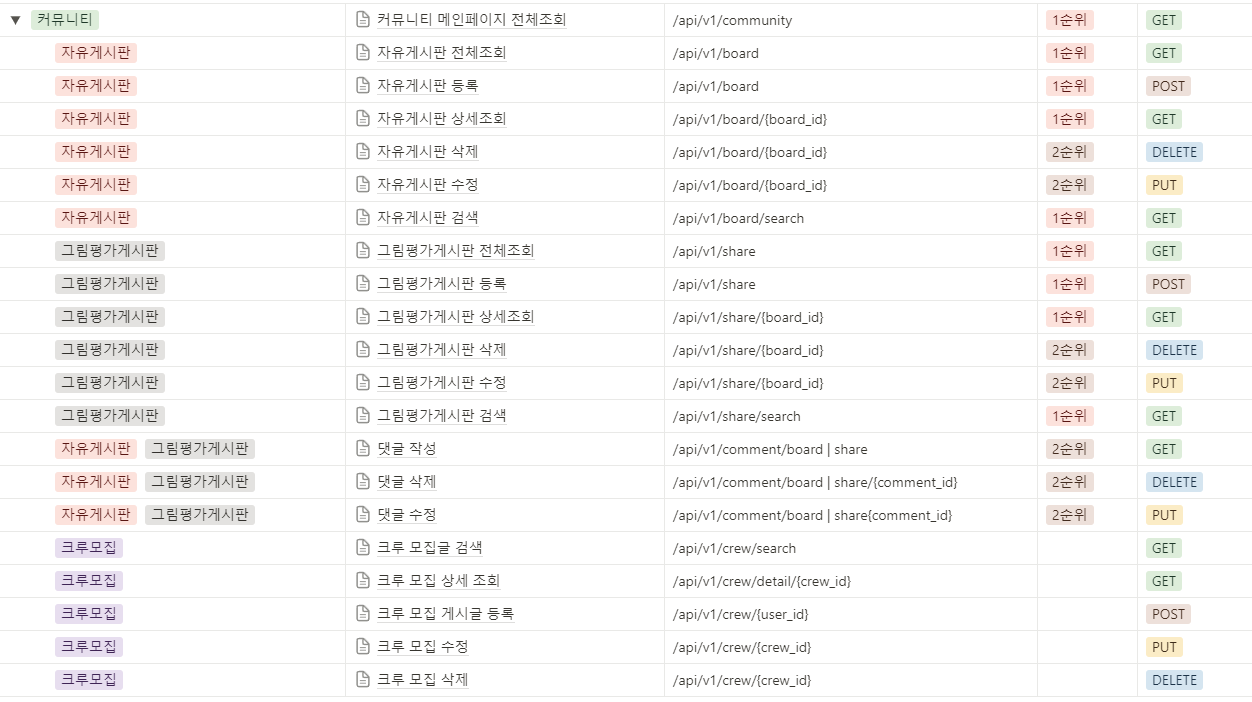 ▼ 커뮤니티 커뮤니티 메인페이지 전체조회 /api/v1/community 1순위 GET
자유게시판 자유게시판 전체조회 /api/v1/board 1순위 GET
자유게시판 자유게시판 등록 /api/v1/board 1순위 POST
자유게시판 자유게시판 상세조회 /api/v1/board/{board_id} 1순위 GET
자유게시판 자유게시판 삭제 /api/v1/board/{board_id} 2순위 DELETE
자유게시판 자유게시판 수정 /api/v1/board/{board_id} 2순위 PUT
자유게시판 자유게시판 검색 /api/v1/board/search 1순위 GET
그림평가게시판 그림평가게시판 전체조회 /api/v1/share 1순위 GET
그림평가게시판 그림평가게시판 등록 /api/v1/share 1순위 POST
그림평가게시판 그림평가게시판 상세조회 /api/v1/share/{board_id} 1순위 GET
그림평가게시판 그림평가게시판 삭제 /api/v1/share/{board_id} 2순위 DELETE
그림평가게시판 그림평가게시판 수정 /api/v1/share/{board_id} 2순위 PUT
그림평가게시판 그림평가게시판 검색 /api/v1/share/search 1순위 GET
자유게시판 그림평가게시판 댓글 작성 /api/v1/comment/board | share 2순위 GET
자유게시판 그림평가게시판 댓글 삭제 /api/v1/comment/board | share/{comment_id} 2순위 DELETE
자유게시판 그림평가게시판 댓글 수정 /api/v1/comment/board | share{comment_id} 2순위 PUT
크루모집 크루 모집글 검색 /api/v1/crew/search GET
크루모집 크루 모집 상세 조회 /api/v1/crew/detail/{crew_id} GET
크루모집 크루 모집 게시글 등록 /api/v1/crew/{user_id} POST
크루모집 크루 모집 수정 /api/v1/crew/{crew_id} PUT
크루모집 크루 모집 삭제 /api/v1/crew/{crew_id} DELETE